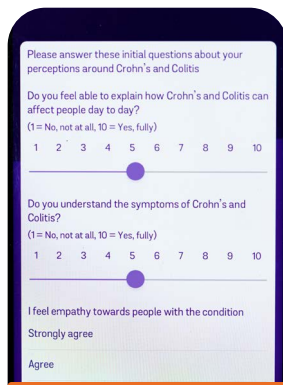 Please answer these initial questions about your
perceptions around Crohn's and Colitis
Do you feel able to explain how Crohn's and Colitis can
affect people day to day?
(1 = No, not at all, 10 = Yes, fully)
1 2 3 4 5 6 7 8 9 10
Do you understand the symptoms of Crohn's and
Colitis?
(1 = No, not at all, 10 = Yes, fully)
1 2 3 4 5 6 7 8 9 10
I feel empathy towards people with the condition
Strongly agree
Agree